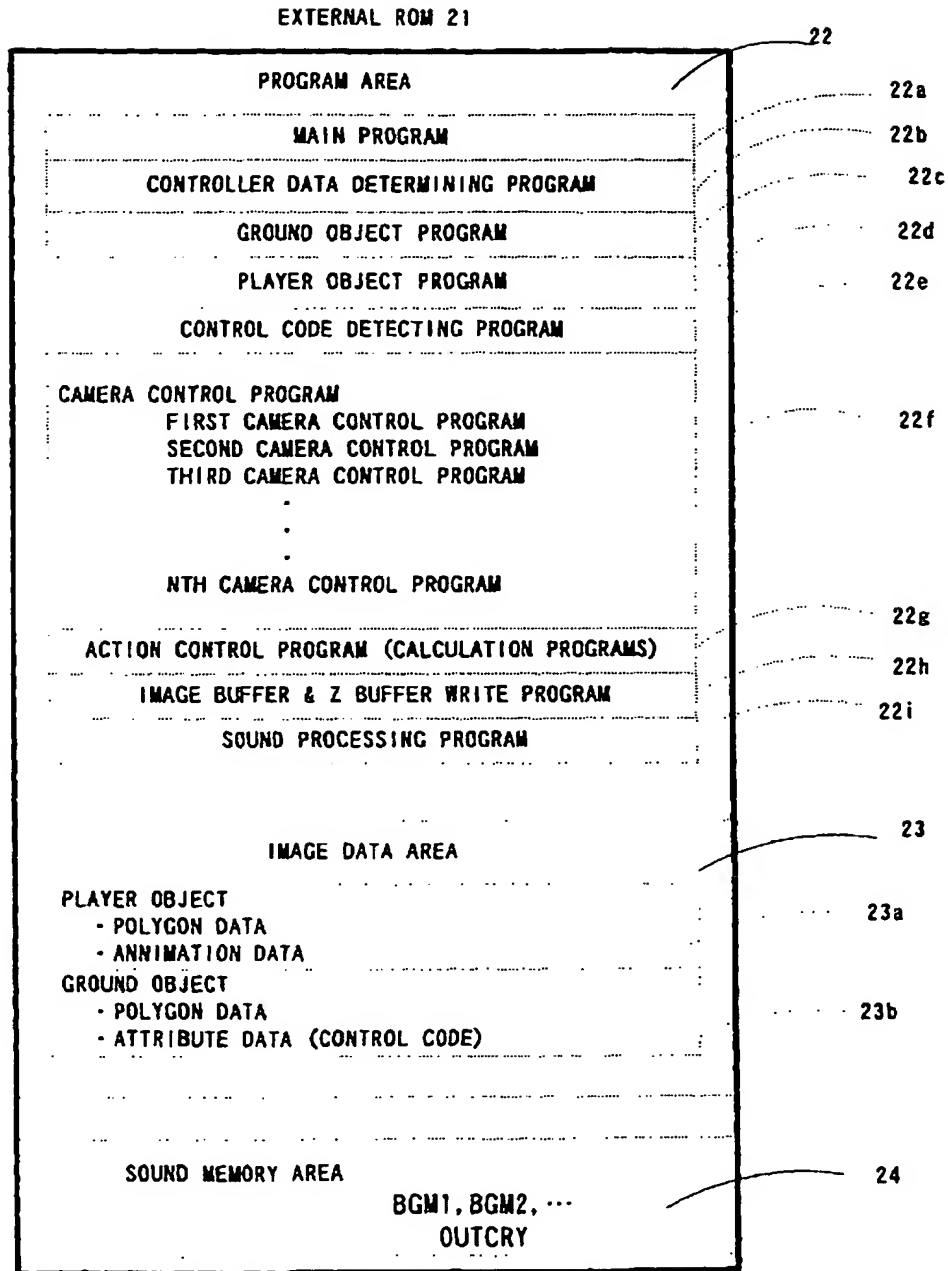 EXTERNAL ROM 21
22
PROGRAM AREA
22a
MAIN PROGRAM
22b
CONTROLLER DATA DETERMINING PROGRAM
22c
GROUND OBJECT PROGRAM
22d
PLAYER OBJECT PROGRAM
22e
CONTROL CODE DETECTING PROGRAM
CAMERA CONTROL PROGRAM
22f
FIRST CAMERA CONTROL PROGRAM
SECOND CAMERA CONTROL PROGRAM
THIRD CAMERA CONTROL PROGRAM
·
·
·
NTH CAMERA CONTROL PROGRAM
22g
ACTION CONTROL PROGRAM (CALCULATION PROGRAMS)
22h
IMAGE BUFFER & Z BUFFER WRITE PROGRAM
22i
SOUND PROCESSING PROGRAM
23
IMAGE DATA AREA
PLAYER OBJECT
23a
· POLYGON DATA
· ANNIMATION DATA
GROUND OBJECT
· POLYGON DATA
23b
· ATTRIBUTE DATA (CONTROL CODE)
SOUND MEMORY AREA
24
BGM1, BGM2, ···
OUTCRY